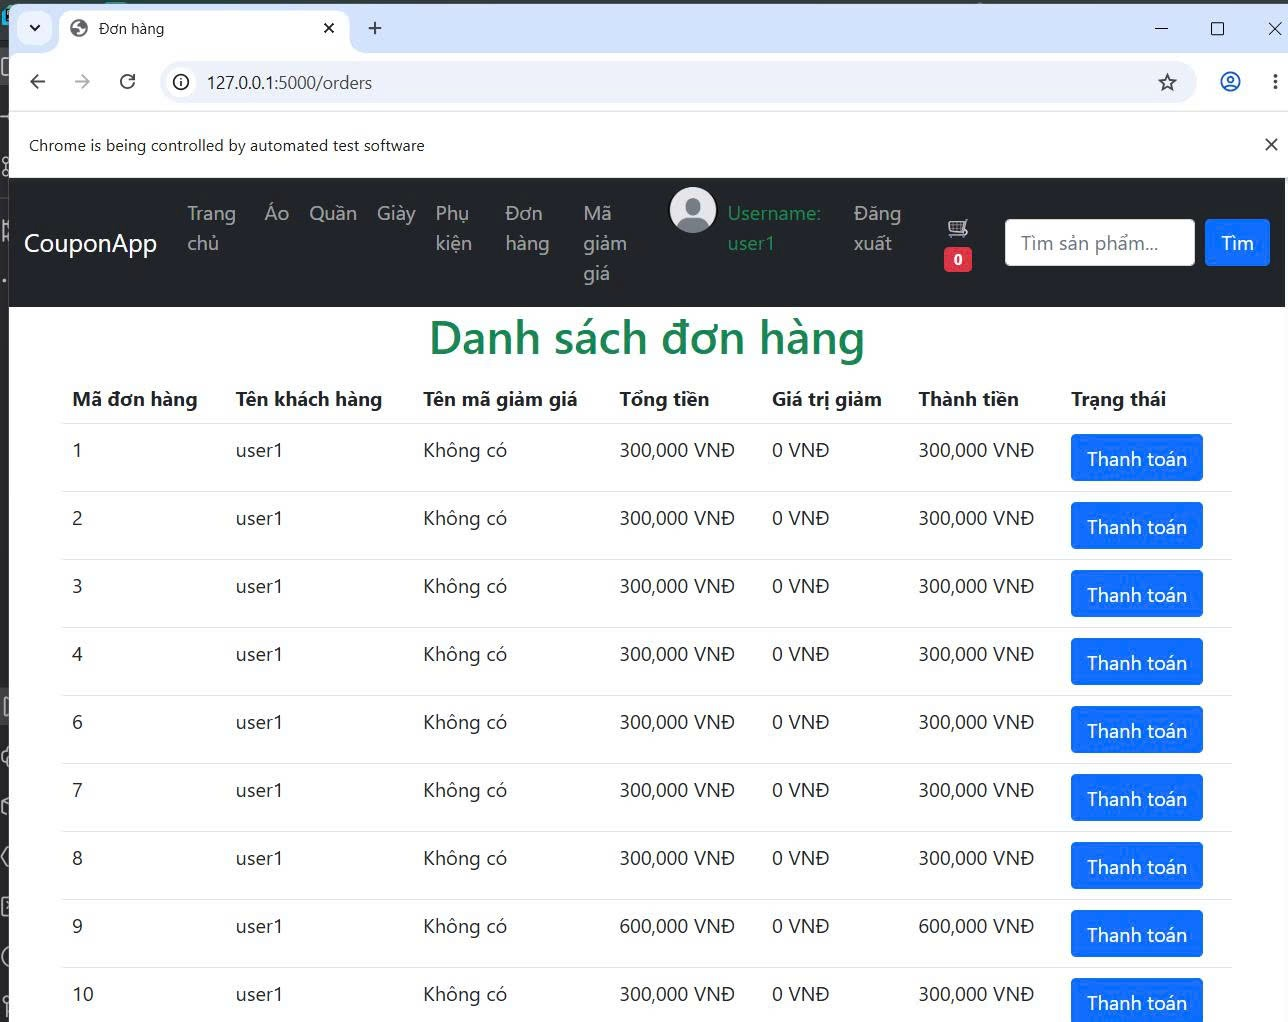 Đơn hàng
127.0.0.1:5000/orders
Chrome is being controlled by automated test software
CouponApp
Trang chủ
Áo
Quần
Giày
Phụ kiện
Đơn hàng
Mã giảm giá
Username: user1
Đăng xuất
0
Tìm sản phẩm...
Tìm
Danh sách đơn hàng
Mã đơn hàng Tên khách hàng Tên mã giảm giá Tổng tiền Giá trị giảm Thành tiền Trạng thái
1 user1 Không có 300,000 VNĐ 0 VNĐ 300,000 VNĐ Thanh toán
2 user1 Không có 300,000 VNĐ 0 VNĐ 300,000 VNĐ Thanh toán
3 user1 Không có 300,000 VNĐ 0 VNĐ 300,000 VNĐ Thanh toán
4 user1 Không có 300,000 VNĐ 0 VNĐ 300,000 VNĐ Thanh toán
6 user1 Không có 300,000 VNĐ 0 VNĐ 300,000 VNĐ Thanh toán
7 user1 Không có 300,000 VNĐ 0 VNĐ 300,000 VNĐ Thanh toán
8 user1 Không có 300,000 VNĐ 0 VNĐ 300,000 VNĐ Thanh toán
9 user1 Không có 600,000 VNĐ 0 VNĐ 600,000 VNĐ Thanh toán
10 user1 Không có 300,000 VNĐ 0 VNĐ 300,000 VNĐ Thanh toán